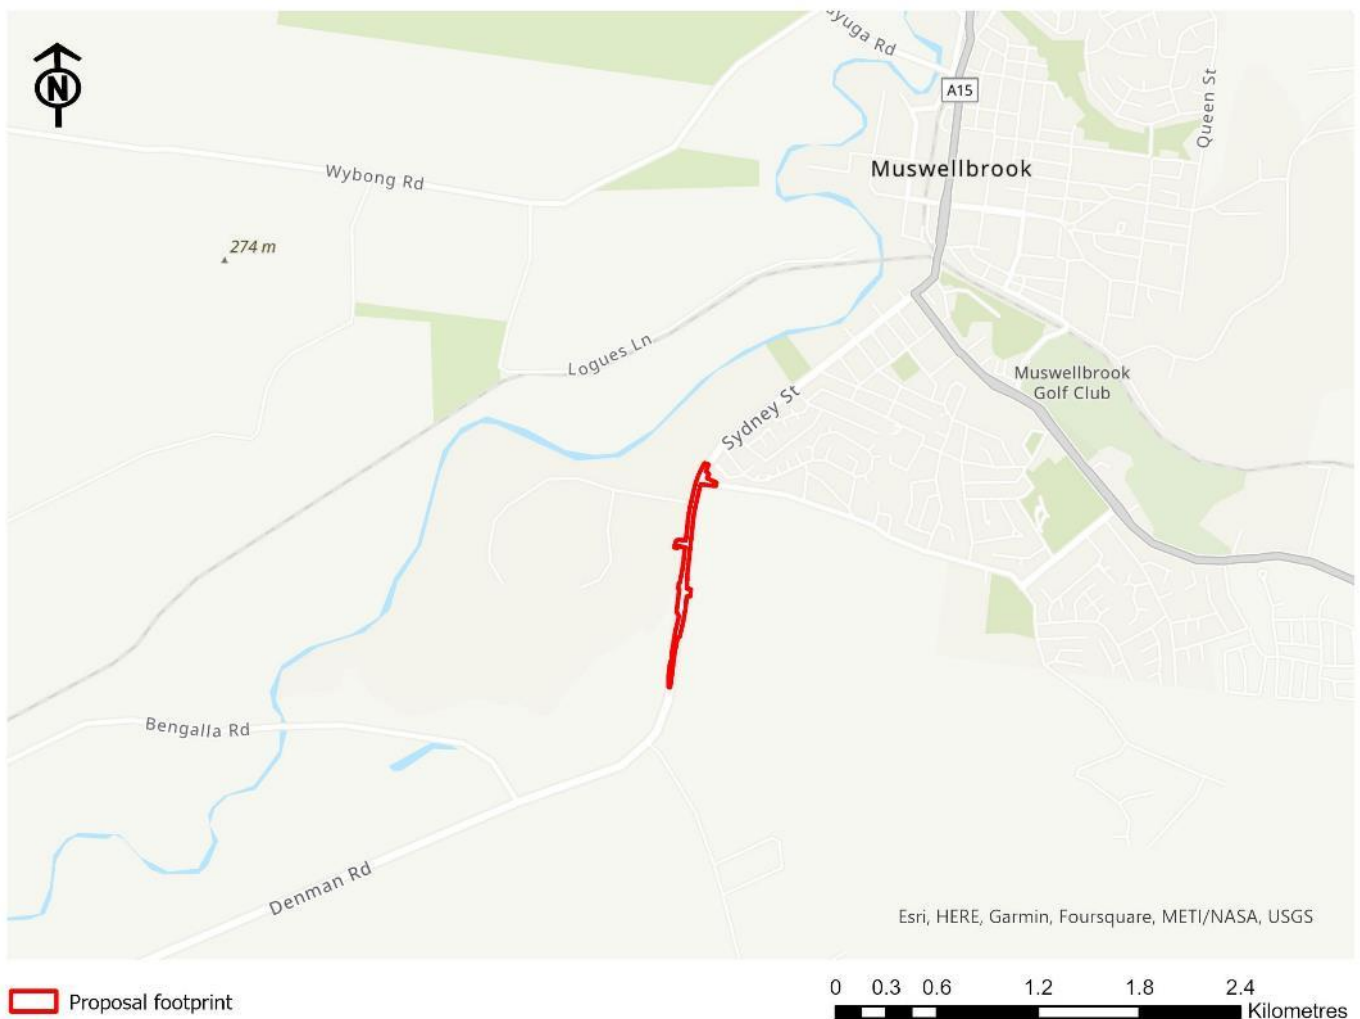 N
yuga Rd
A15
Queen St
Muswellbrook
Wybong Rd
274 m
Logues Ln
Muswellbrook
Golf Club
Sydney St
Bengalla Rd
Denman Rd
Esri, HERE, Garmin, Foursquare, METI/NASA, USGS
Proposal footprint
0 0.3 0.6 1.2 1.8 2.4
Kilometres